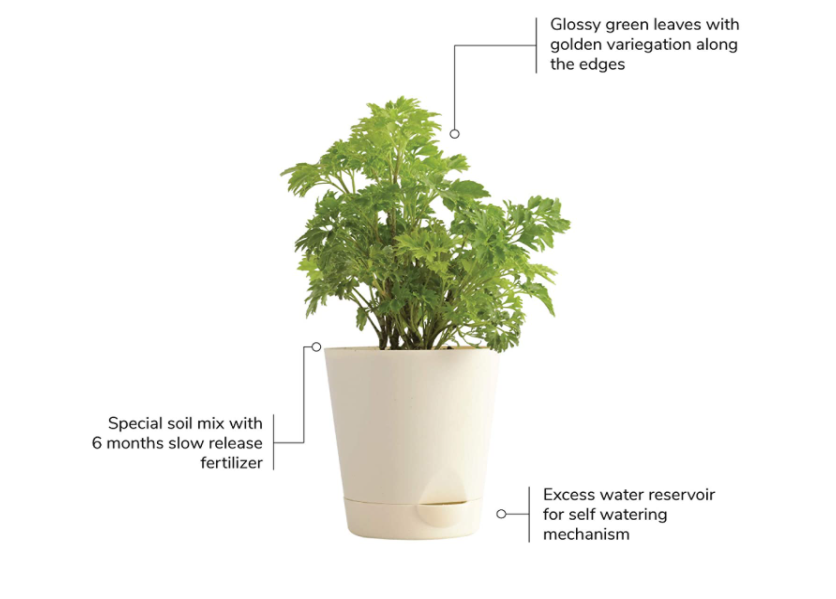 Glossy green leaves with
golden variegation along
the edges
Special soil mix with
6 months slow release
fertilizer
Excess water reservoir
for self watering
mechanism